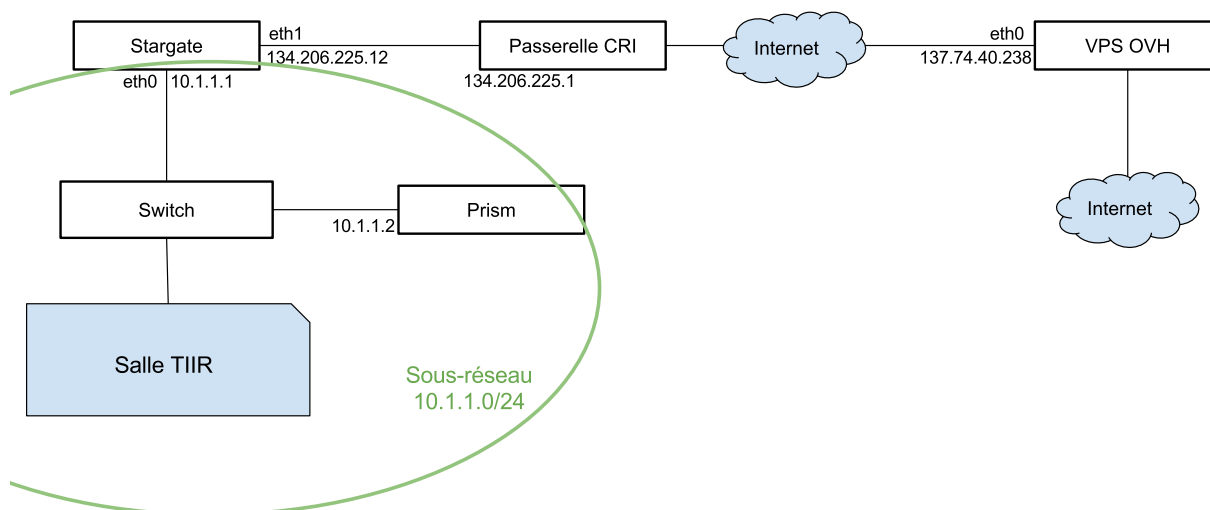 Stargate
eth1
134.206.225.12
Passerelle CRI
134.206.225.1
Internet
eth0
137.74.40.238
VPS OVH
eth0
10.1.1.1
Switch
10.1.1.2
Prism
Internet
Salle TIIR
Sous-réseau
10.1.1.0/24